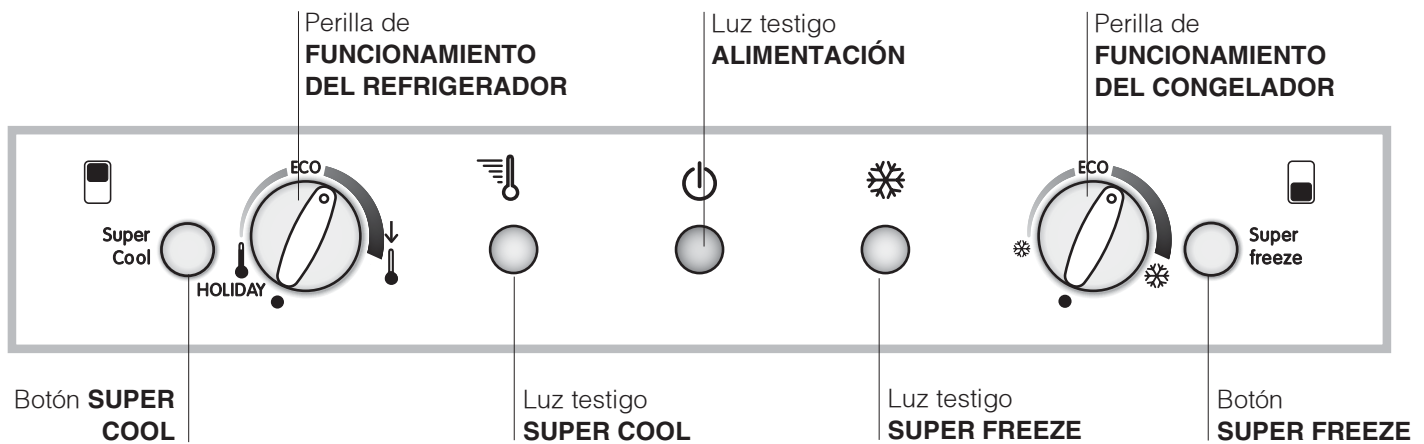 Perilla de
FUNCIONAMIENTO
DEL REFRIGERADOR
Luz testigo
ALIMENTACIÓN
Perilla de
FUNCIONAMIENTO
DEL CONGELADOR
Super
Cool
ECO
HOLIDAY
ECO
Super
freeze
Botón SUPER
COOL
Luz testigo
SUPER COOL
Luz testigo
SUPER FREEZE
Botón
SUPER FREEZE